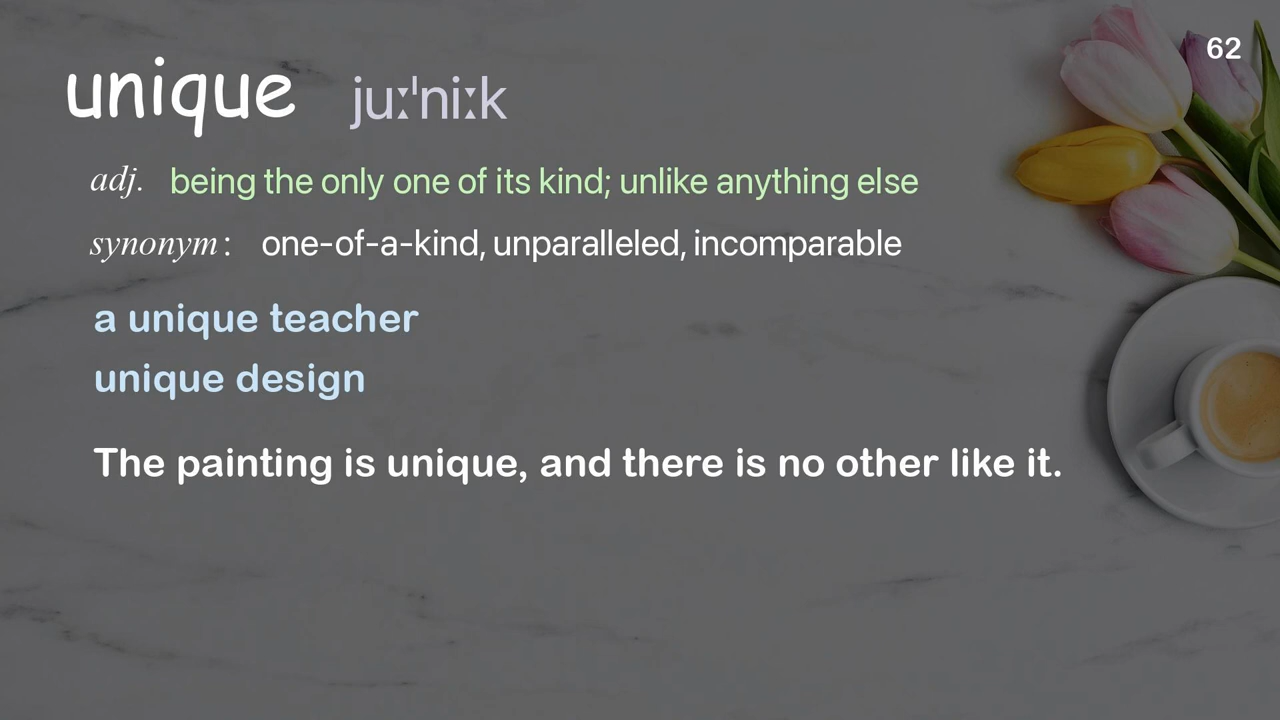 62
unique juːˈniːk
adj. being the only one of its kind; unlike anything else
synonym: one-of-a-kind, unparalleled, incomparable
a unique teacher
unique design
The painting is unique, and there is no other like it.